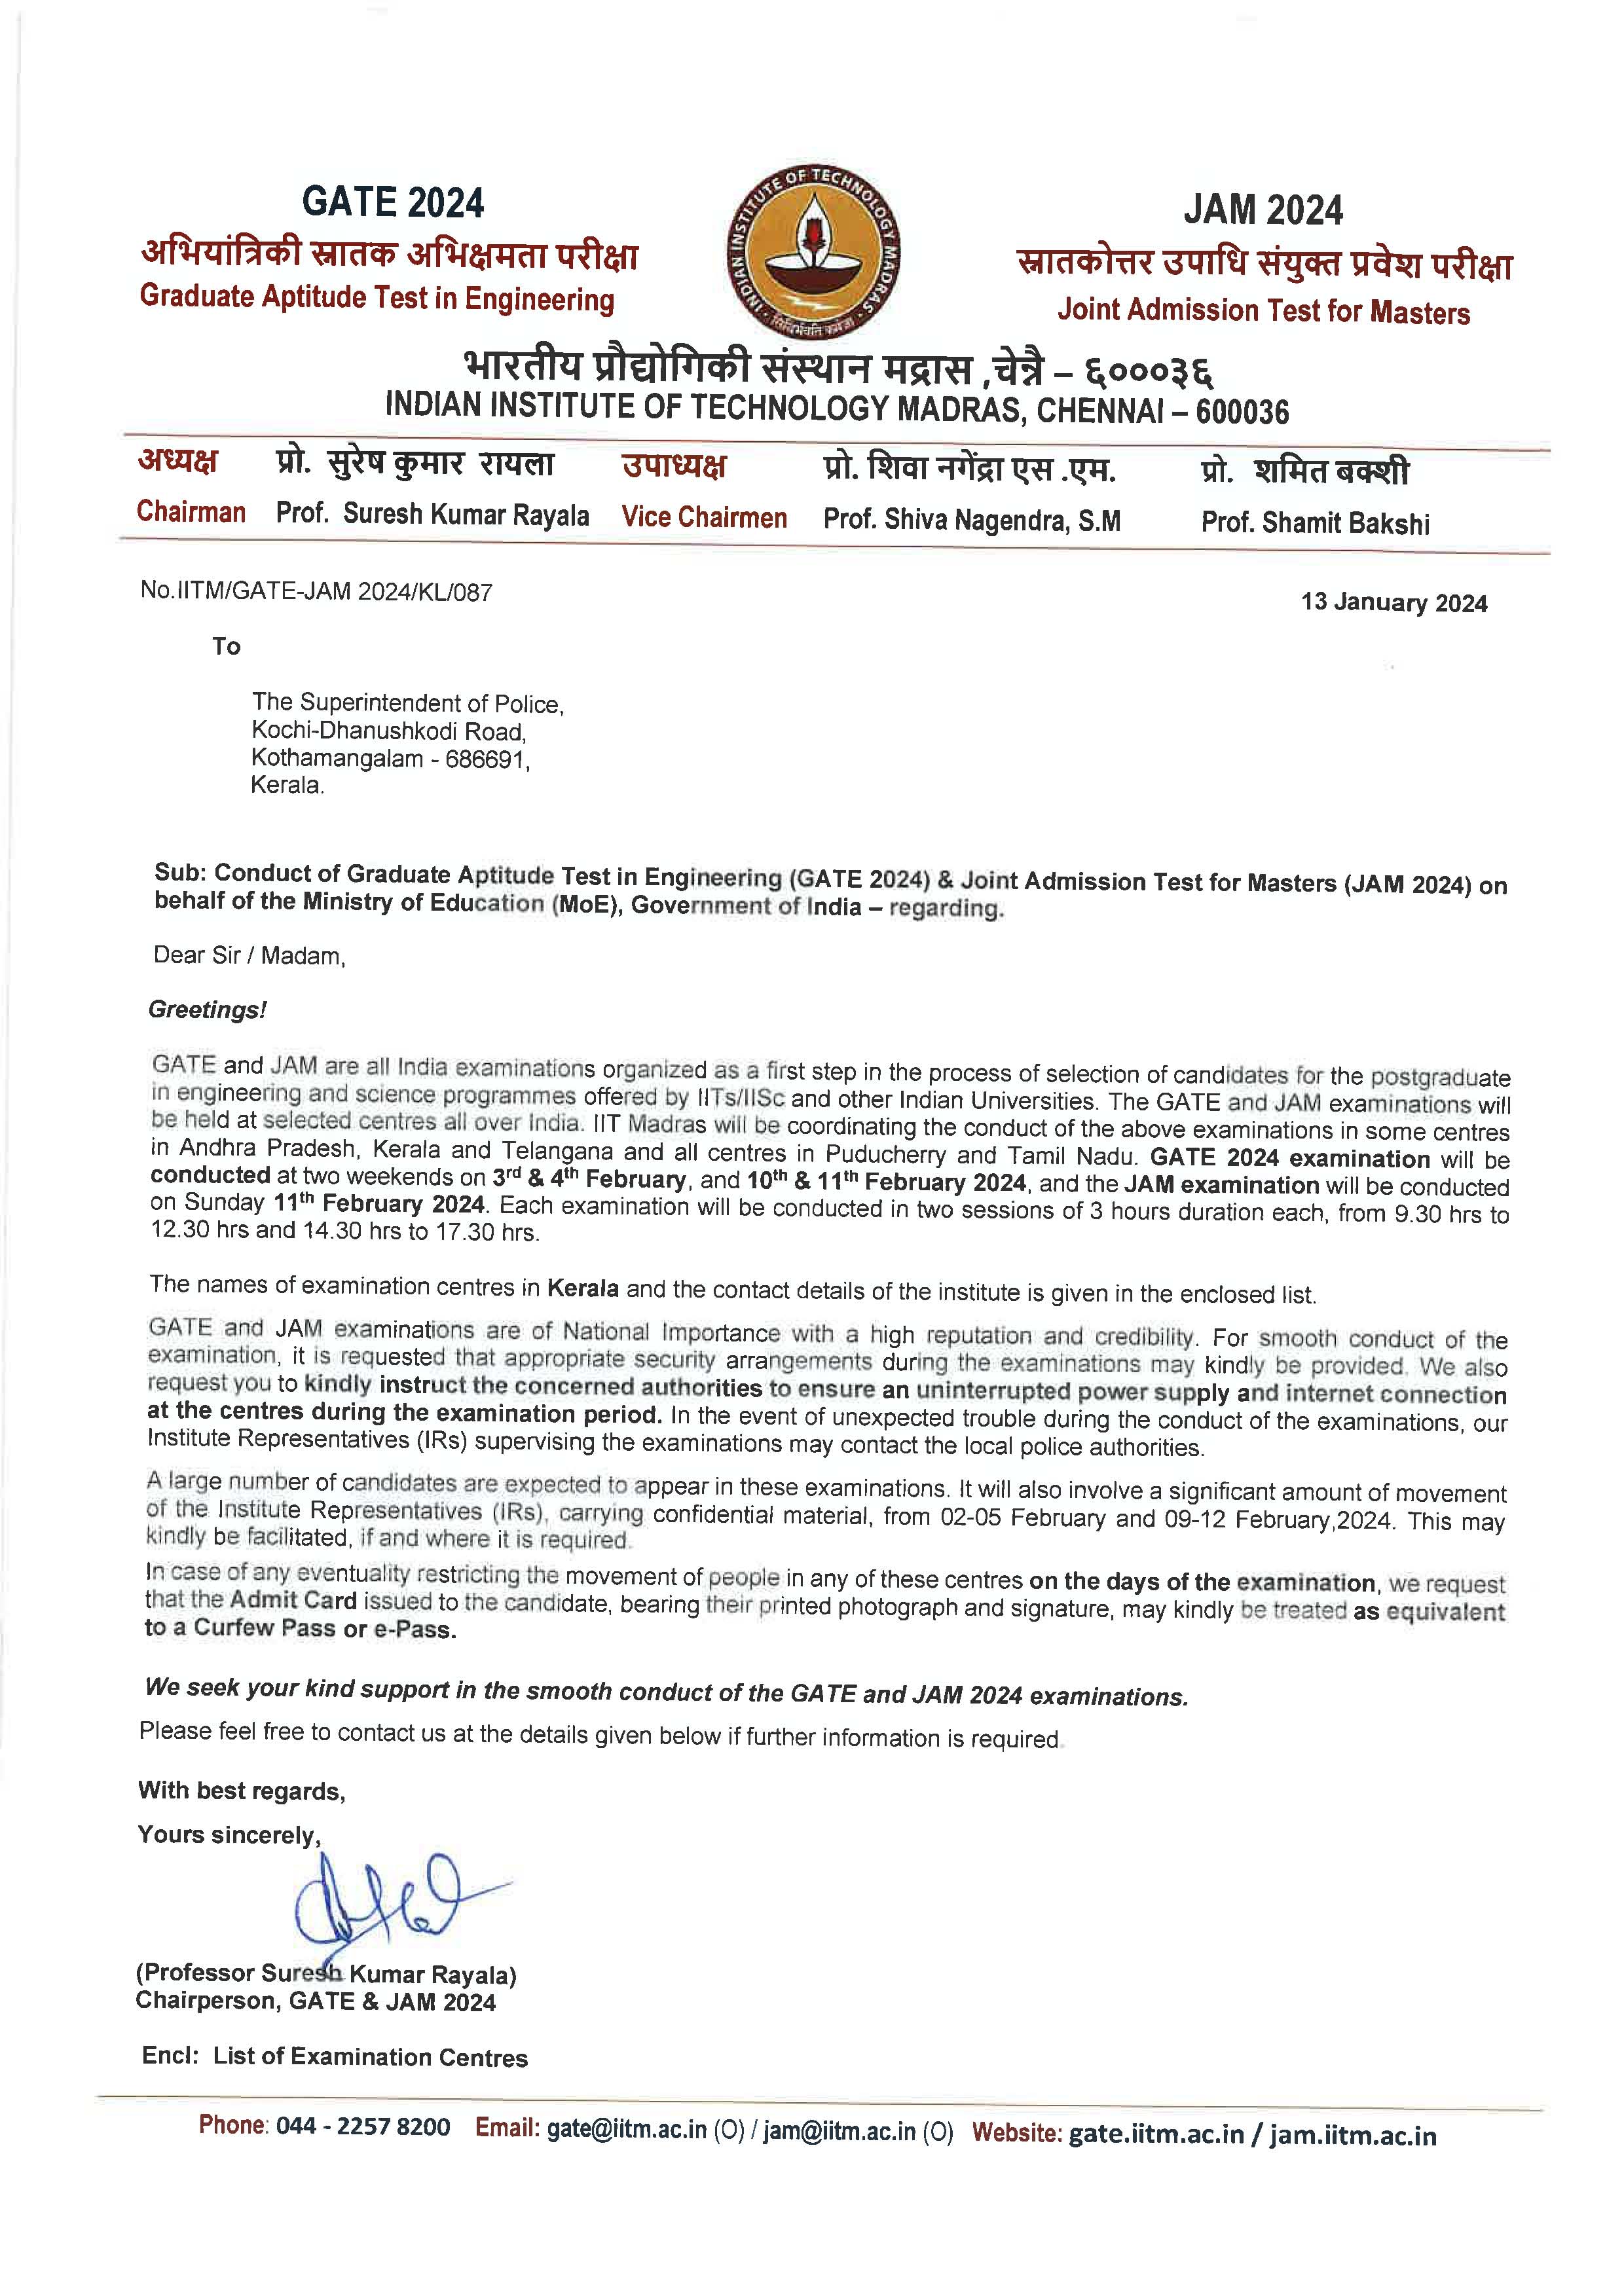 GATE 2024
अभियांत्रिकी स्नातक अभिक्षमता परीक्षा
Graduate Aptitude Test in Engineering
INDIAN INSTITUTE OF TECHNOLOGY MADRAS
JAM 2024
स्नातकोत्तर उपाधि संयुक्त प्रवेश परीक्षा
Joint Admission Test for Masters
भारतीय प्रौद्योगिकी संस्थान मद्रास ,चेन्नै – ६०००३६
INDIAN INSTITUTE OF TECHNOLOGY MADRAS, CHENNAI – 600036
अध्यक्ष प्रो. सुरेष कुमार रायला उपाध्यक्ष प्रो. शिवा नगेंद्रा एस .एम. प्रो. शमित बक्शी
Chairman Prof. Suresh Kumar Rayala Vice Chairmen Prof. Shiva Nagendra, S.M Prof. Shamit Bakshi
No.IITM/GATE-JAM 2024/KL/087
13 January 2024
To
The Superintendent of Police,
Kochi-Dhanushkodi Road,
Kothamangalam - 686691,
Kerala.
Sub: Conduct of Graduate Aptitude Test in Engineering (GATE 2024) & Joint Admission Test for Masters (JAM 2024) on
behalf of the Ministry of Education (MoE), Government of India – regarding.
Dear Sir / Madam,
Greetings!
GATE and JAM are all India examinations organized as a first step in the process of selection of candidates for the postgraduate
in engineering and science programmes offered by IITs/IISc and other Indian Universities. The GATE and JAM examinations will
be held at selected centres all over India. IIT Madras will be coordinating the conduct of the above examinations in some centres
in Andhra Pradesh, Kerala and Telangana and all centres in Puducherry and Tamil Nadu. GATE 2024 examination will be
conducted at two weekends on 3rd & 4th February, and 10th & 11th February 2024, and the JAM examination will be conducted
on Sunday 11th February 2024. Each examination will be conducted in two sessions of 3 hours duration each, from 9.30 hrs to
12.30 hrs and 14.30 hrs to 17.30 hrs.
The names of examination centres in Kerala and the contact details of the institute is given in the enclosed list.
GATE and JAM examinations are of National Importance with a high reputation and credibility. For smooth conduct of the
examination, it is requested that appropriate security arrangements during the examinations may kindly be provided. We also
request you to kindly instruct the concerned authorities to ensure an uninterrupted power supply and internet connection
at the centres during the examination period. In the event of unexpected trouble during the conduct of the examinations, our
Institute Representatives (IRs) supervising the examinations may contact the local police authorities.
A large number of candidates are expected to appear in these examinations. It will also involve a significant amount of movement
of the Institute Representatives (IRs), carrying confidential material, from 02-05 February and 09-12 February,2024. This may
kindly be facilitated, if and where it is required.
In case of any eventuality restricting the movement of people in any of these centres on the days of the examination, we request
that the Admit Card issued to the candidate, bearing their printed photograph and signature, may kindly be treated as equivalent
to a Curfew Pass or e-Pass.
We seek your kind support in the smooth conduct of the GATE and JAM 2024 examinations.
Please feel free to contact us at the details given below if further information is required.
With best regards,
Yours sincerely,
(Professor Suresh Kumar Rayala)
Chairperson, GATE & JAM 2024
Encl: List of Examination Centres
Phone: 044 - 2257 8200 Email: gate@iitm.ac.in (O) / jam@iitm.ac.in (O) Website: gate.iitm.ac.in / jam.iitm.ac.in